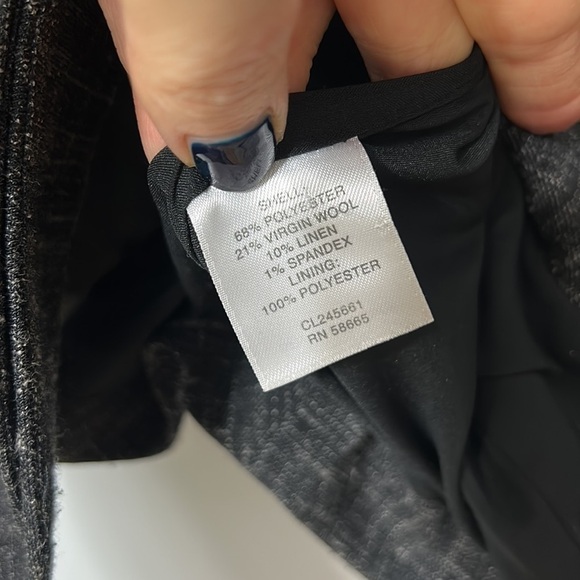 SHELL:
68% POLYESTER
21% VIRGIN WOOL
10% LINEN
1% SPANDEX
LINING:
100% POLYESTER
CL245661
RN 58665